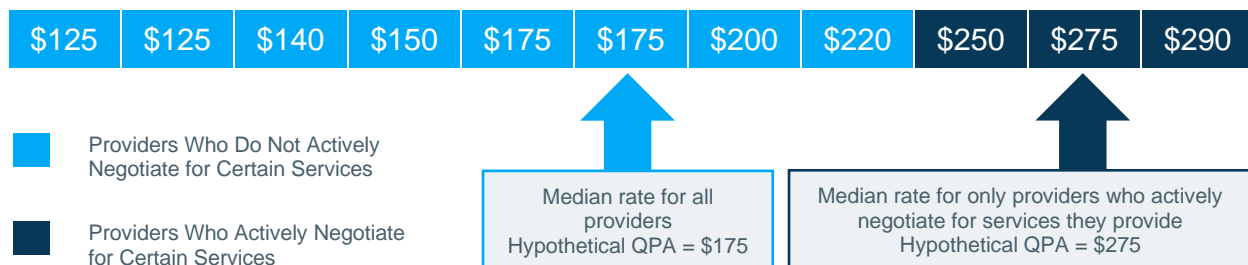 $125 $125 $140 $150 $175 $175 $200 $220 $250 $275 $290
Providers Who Do Not Actively
Negotiate for Certain Services
Providers Who Actively Negotiate
for Certain Services
Median rate for all
providers
Hypothetical QPA = $175
Median rate for only providers who actively
negotiate for services they provide
Hypothetical QPA = $275